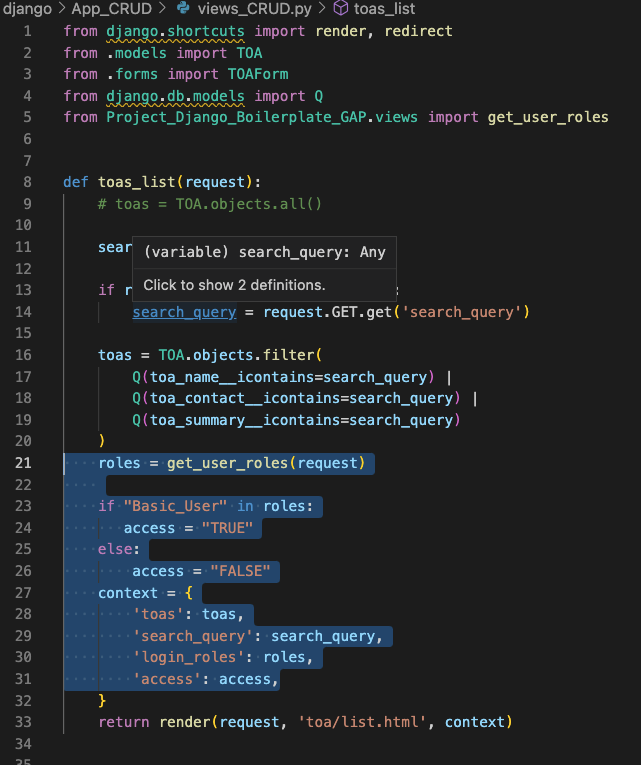 django > App_CRUD > views_CRUD.py > toas_list
1 from django.shortcuts import render, redirect
2 from .models import TOA
3 from .forms import TOAForm
4 from django.db.models import Q
5 from Project_Django_Boilerplate_GAP.views import get_user_roles
6
7
8 def toas_list(request):
9     # toas = TOA.objects.all()
10
11     sear
(variable) search_query: Any
12
Click to show 2 definitions.
13     if r :
14         search_query = request.GET.get('search_query')
15
16     toas = TOA.objects.filter(
17         Q(toa_name__icontains=search_query) |
18         Q(toa_contact__icontains=search_query) |
19         Q(toa_summary__icontains=search_query)
20     )
21     roles = get_user_roles(request)
22
23     if "Basic_User" in roles:
24        access = "TRUE"
25     else:
26         access = "FALSE"
27     context = {
28         'toas': toas,
29         'search_query': search_query,
30         'login_roles': roles,
31         'access': access,
32     }
33     return render(request, 'toa/list.html', context)
34
35